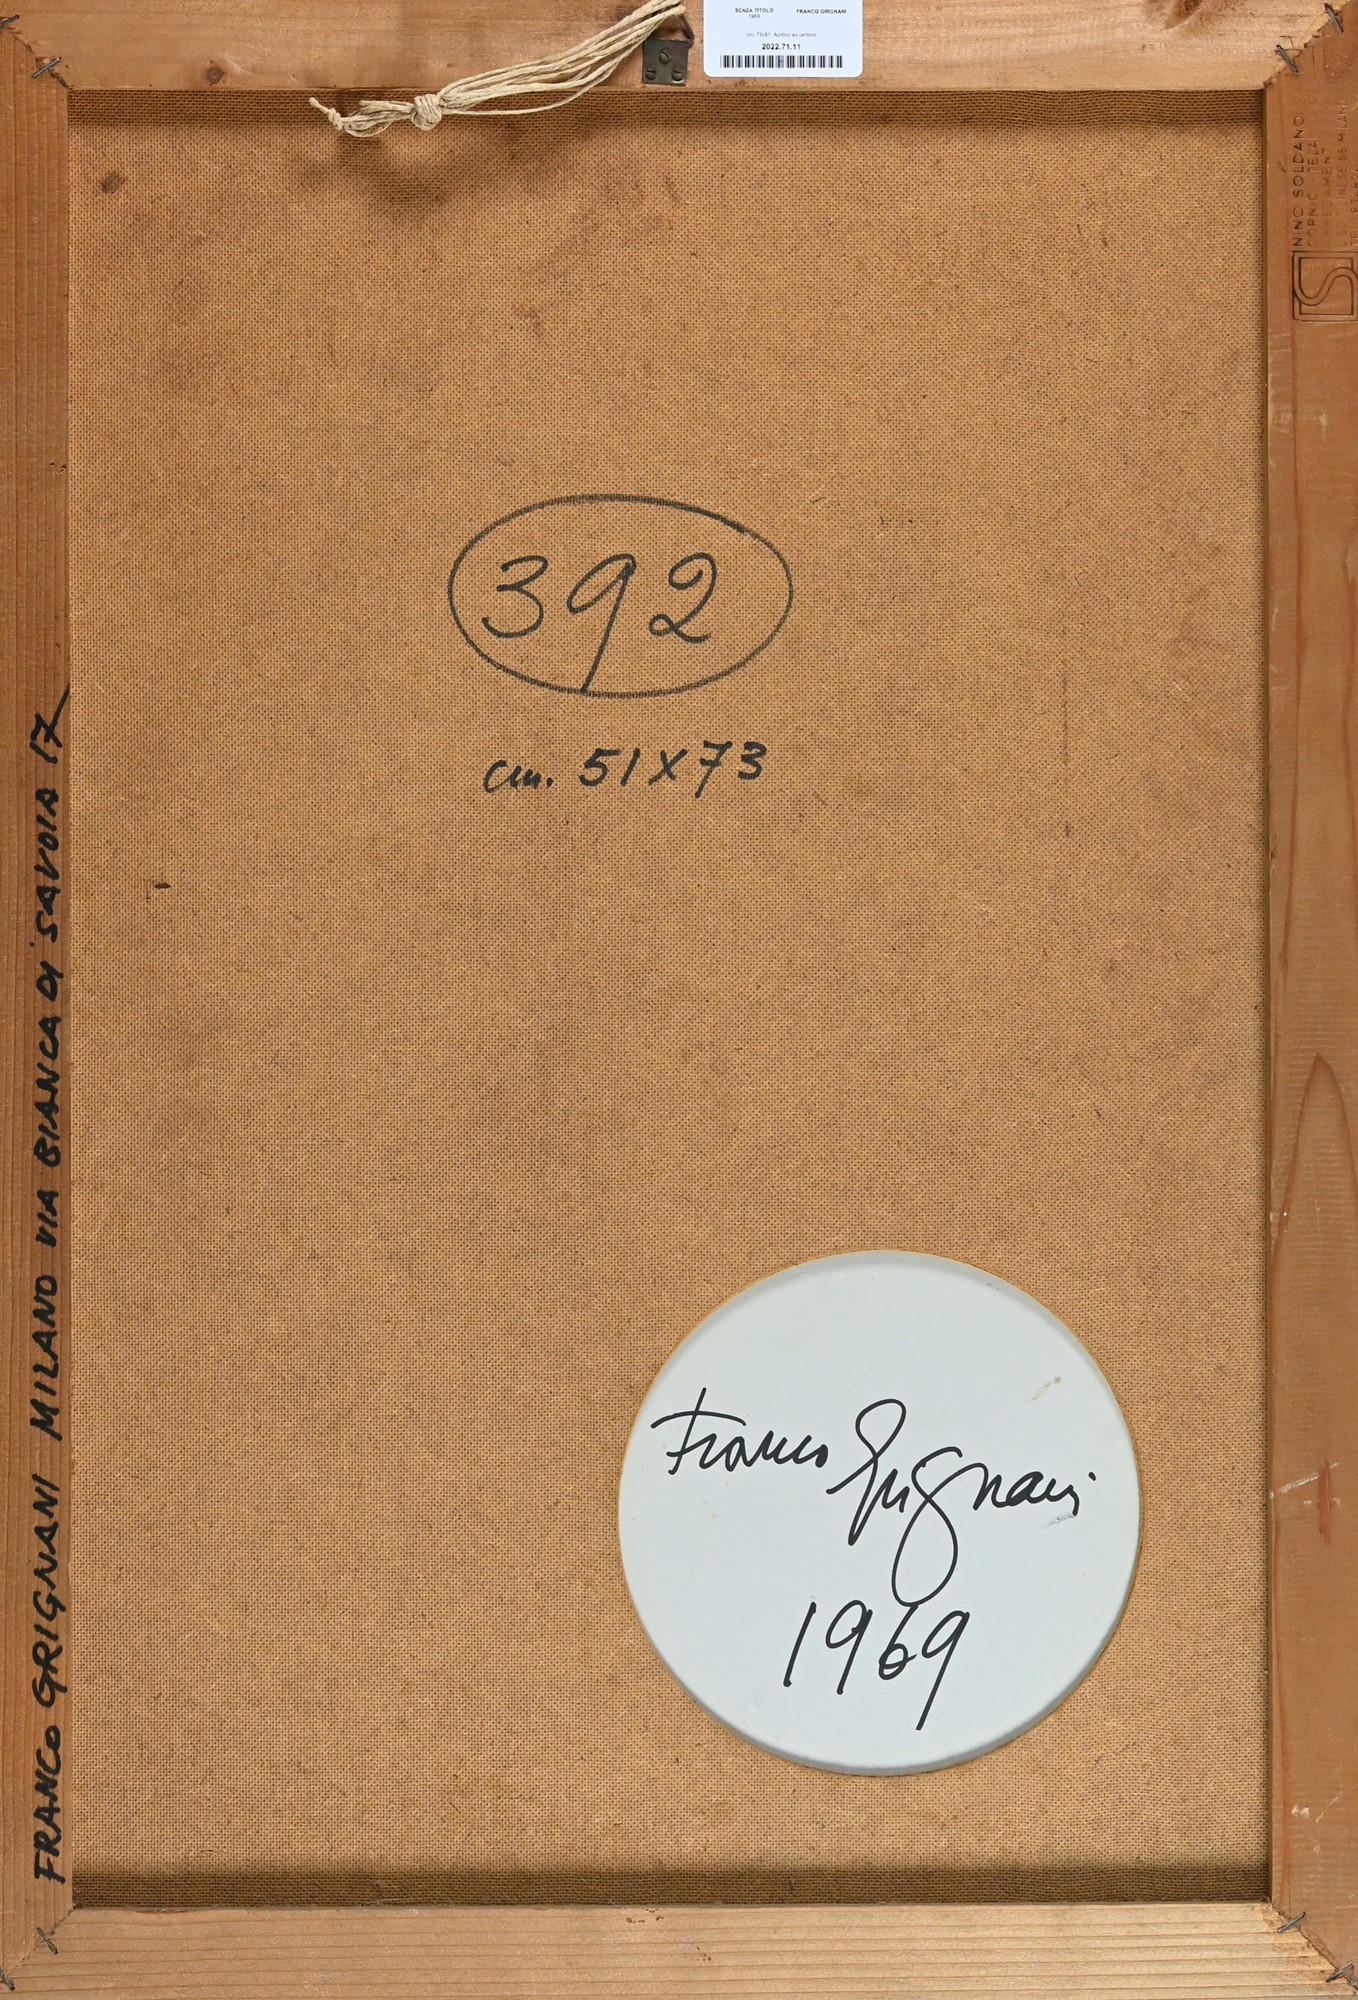 SENZA TITOLO FRANCO GRIGNANI
1969
cm. 73x51 Acrilico su cartone
2022.71.11
NINO SOLDANO
392
cm. 51X73
FRANCO GRIGNANI MILANO VIA BIANCA DI SAVOIA 17
Franco Grignani
1969